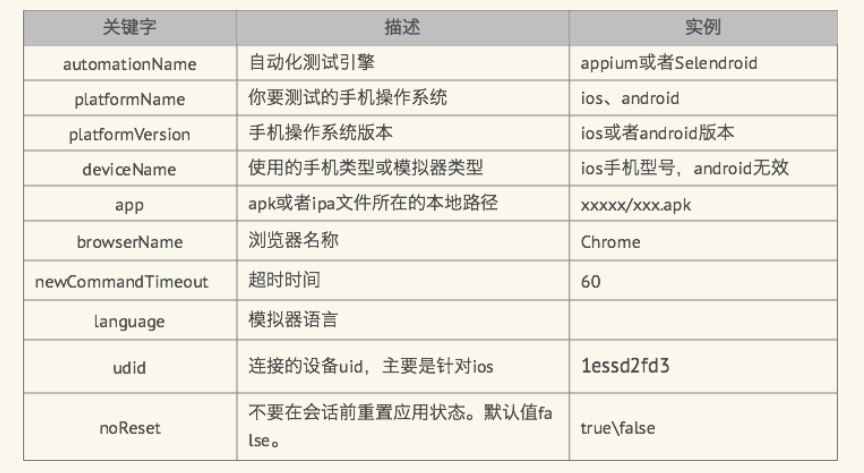 关键字 描述 实例
automationName 自动化测试引擎 appium或者Selendroid
platformName 你要测试的手机操作系统 ios、android
platformVersion 手机操作系统版本 ios或者android版本
deviceName 使用的手机类型或模拟器类型 ios手机型号，android无效
app apk或者ipa文件所在的本地路径 xxxxx/xxx.apk
browserName 浏览器名称 Chrome
newCommandTimeout 超时时间 60
language 模拟器语言
udid 连接的设备uid，主要是针对ios 1essd2fd3
不要在会话前重置应用状态。默认值fa
noReset lse。 true\false